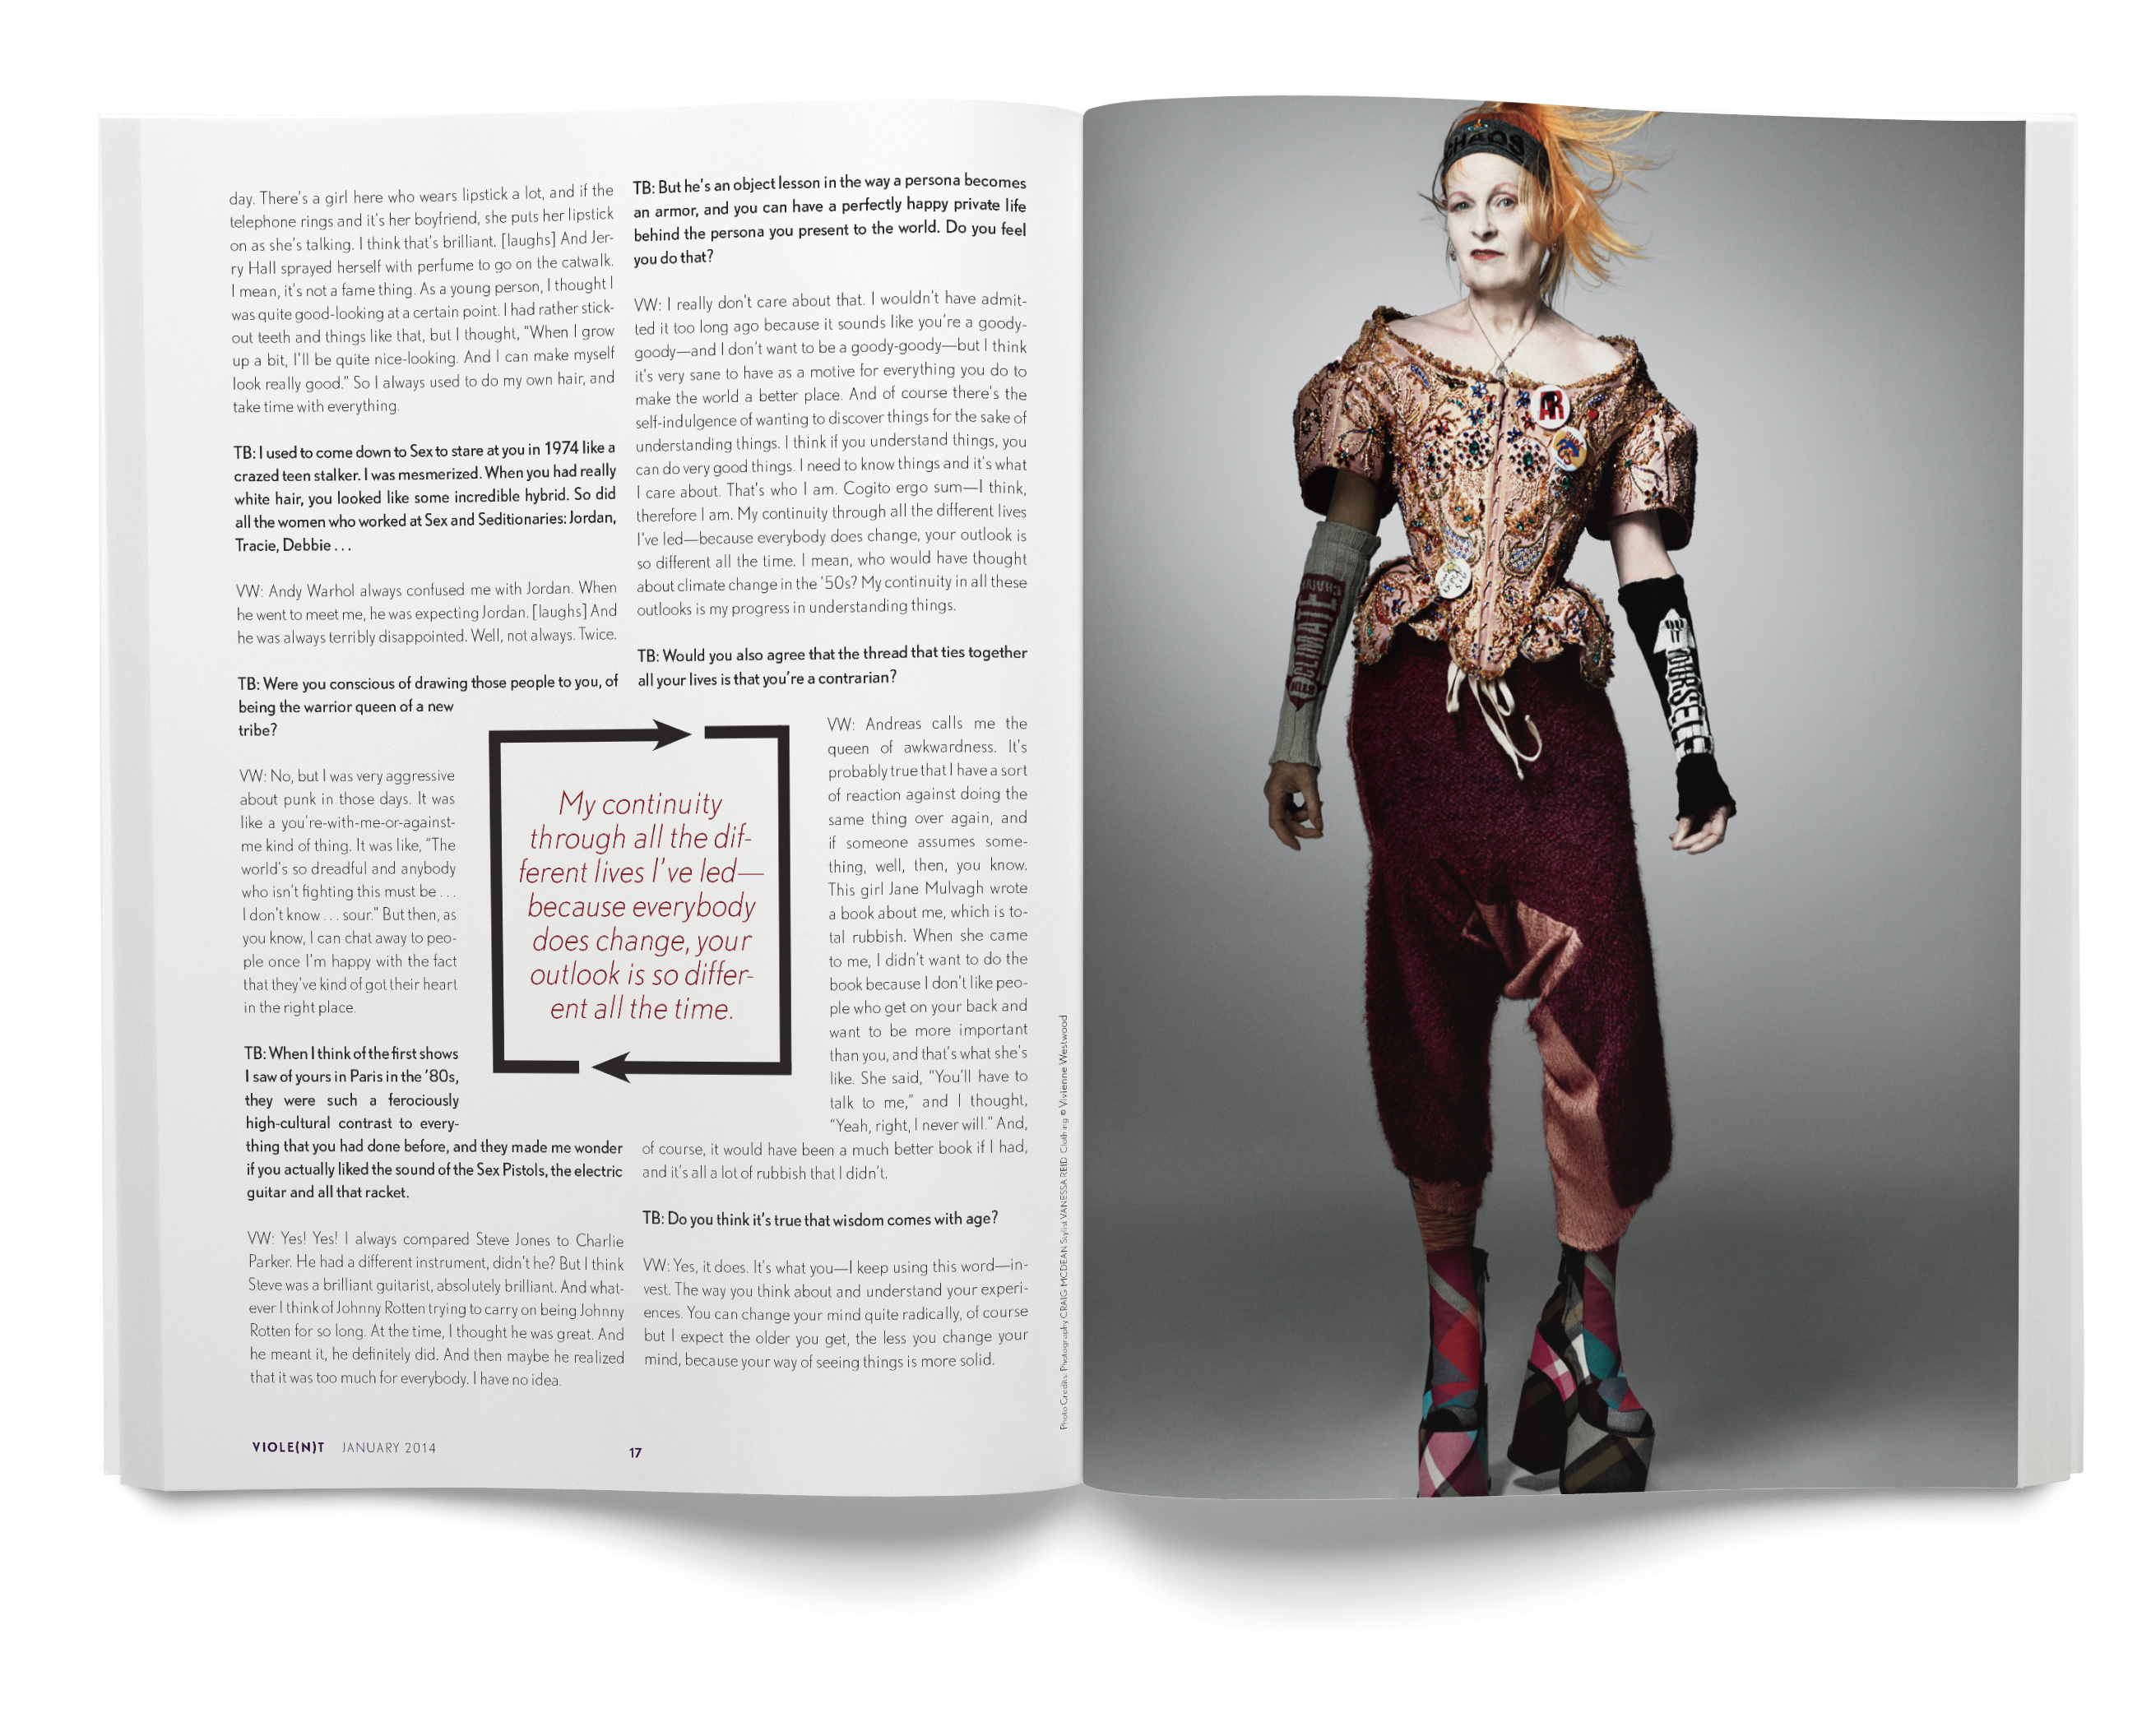 day. There's a girl here who wears lipstick a lot, and if the
telephone rings and it's her boyfriend, she puts her lipstick
on as she's talking. I think that's brilliant. [laughs] And Jer-
ry Hall sprayed herself with perfume to go on the catwalk.
I mean, it's not a fame thing. As a young person, I thought I
was quite good-looking at a certain point. I had rather stick-
out teeth and things like that, but I thought, “When I grow
up a bit, I'll be quite nice-looking. And I can make myself
look really good.” So I always used to do my own hair, and
take time with everything.
TB: I used to come down to Sex to stare at you in 1974 like a
crazed teen stalker. I was mesmerized. When you had really
white hair, you looked like some incredible hybrid. So did
all the women who worked at Sex and Seditionaries: Jordan,
Tracie, Debbie . . .
VW: Andy Warhol always confused me with Jordan. When
he went to meet me, he was expecting Jordan. [laughs] And
he was always terribly disappointed. Well, not always. Twice.
TB: Were you conscious of drawing those people to you, of
being the warrior queen of a new
tribe?
VW: No, but I was very aggressive
about punk in those days. It was
like a you're-with-me-or-against-
me kind of thing. It was like, “The
world's so dreadful and anybody
who isn't fighting this must be . . .
I don't know . . . sour.” But then, as
you know, I can chat away to peo-
ple once I'm happy with the fact
that they've kind of got their heart
in the right place.
TB: When I think of the first shows
I saw of yours in Paris in the '80s,
they were such a ferociously
high-cultural contrast to every-
thing that you had done before, and they made me wonder
if you actually liked the sound of the Sex Pistols, the electric
guitar and all that racket.
VW: Yes! Yes! I always compared Steve Jones to Charlie
Parker. He had a different instrument, didn't he? But I think
Steve was a brilliant guitarist, absolutely brilliant. And what-
ever I think of Johnny Rotten trying to carry on being Johnny
Rotten for so long. At the time, I thought he was great. And
he meant it, he definitely did. And then maybe he realized
that it was too much for everybody. I have no idea.
TB: But he's an object lesson in the way a persona becomes
an armor, and you can have a perfectly happy private life
behind the persona you present to the world. Do you feel
you do that?
VW: I really don't care about that. I wouldn't have admit-
ted it too long ago because it sounds like you're a goody-
goody—and I don't want to be a goody-goody—but I think
it's very sane to have as a motive for everything you do to
make the world a better place. And of course there's the
self-indulgence of wanting to discover things for the sake of
understanding things. I think if you understand things, you
can do very good things. I need to know things and it's what
I care about. That's who I am. Cogito ergo sum—I think,
therefore I am. My continuity through all the different lives
I've led—because everybody does change, your outlook is
so different all the time. I mean, who would have thought
about climate change in the '50s? My continuity in all these
outlooks is my progress in understanding things.
TB: Would you also agree that the thread that ties together
all your lives is that you're a contrarian?
VW: Andreas calls me the
queen of awkwardness. It's
probably true that I have a sort
of reaction against doing the
same thing over again, and
if someone assumes some-
thing, well, then, you know.
This girl Jane Mulvagh wrote
a book about me, which is to-
tal rubbish. When she came
to me, I didn't want to do the
book because I don't like peo-
ple who get on your back and
want to be more important
than you, and that's what she's
like. She said, “You'll have to
talk to me,” and I thought,
“Yeah, right, I never will.” And,
of course, it would have been a much better book if I had,
and it's all a lot of rubbish that I didn't.
TB: Do you think it's true that wisdom comes with age?
VW: Yes, it does. It's what you—I keep using this word—in-
vest. The way you think about and understand your experi-
ences. You can change your mind quite radically, of course
but I expect the older you get, the less you change your
mind, because your way of seeing things is more solid.
My continuity
through all the dif-
ferent lives I've led—
because everybody
does change, your
outlook is so differ-
ent all the time.
Photo Credits: Photography CRAIG MCDEAN Stylist VANESSA REID Clothing © Vivienne Westwood
VIOLE(N)T JANUARY 2014
17
CHAOS
AR
CLIMATE
IT
YOURSELF